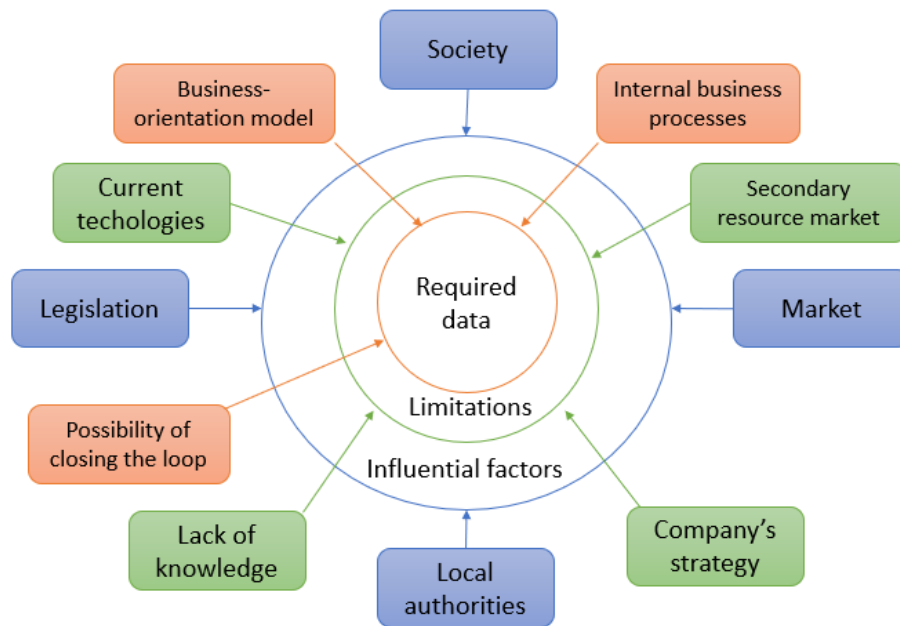 Society
Business-
orientation model
Internal business
processes
Current
techologies
Secondary
resource market
Legislation
Required
data
Market
Limitations
Possibility of
closing the loop
Influential factors
Lack of
knowledge
Company’s
strategy
Local
authorities